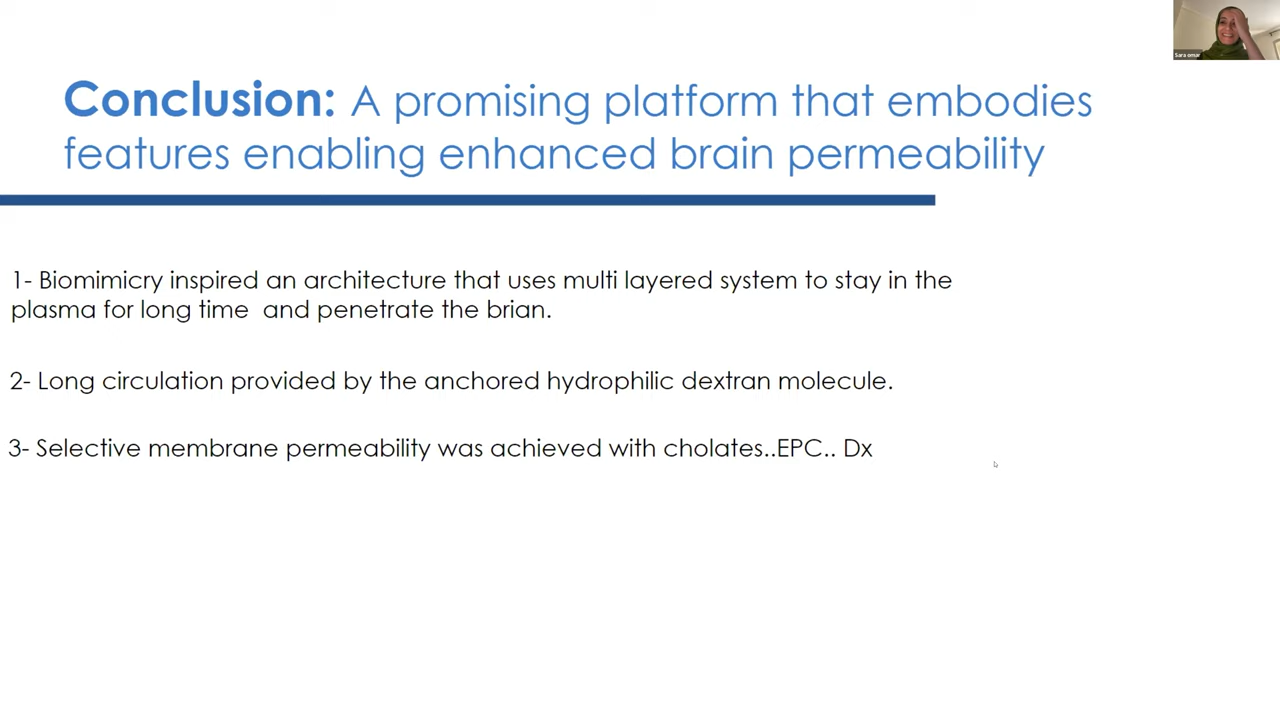 Sara omar
Conclusion: A promising platform that embodies
features enabling enhanced brain permeability
1- Biomimicry inspired an architecture that uses multi layered system to stay in the
plasma for long time and penetrate the brian.
2- Long circulation provided by the anchored hydrophilic dextran molecule.
3- Selective membrane permeability was achieved with cholates..EPC.. Dx